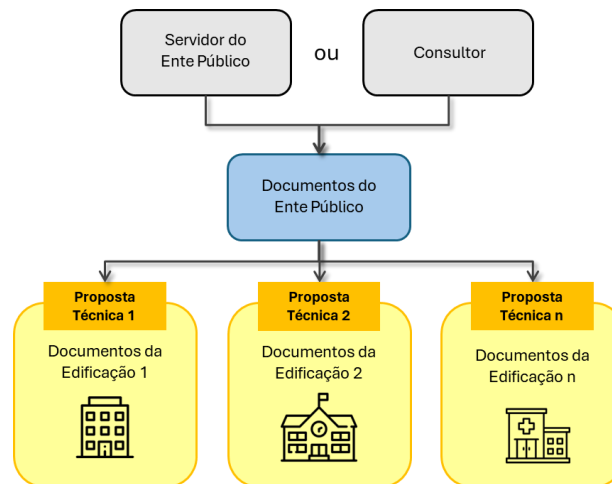 Servidor do
Ente Público
ou
Consultor
Documentos do
Ente Público
Proposta
Técnica 1
Documentos da
Edificação 1
Proposta
Técnica 2
Documentos da
Edificação 2
Proposta
Técnica n
Documentos da
Edificação n